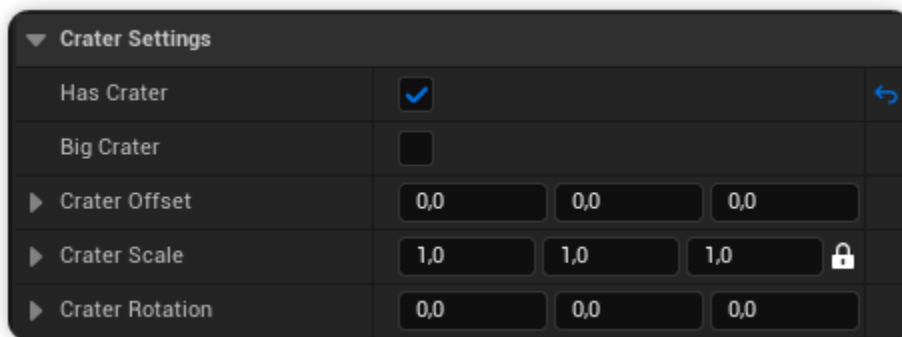 Crater Settings
Has Crater
Big Crater
Crater Offset 0,0 0,0 0,0
Crater Scale 1,0 1,0 1,0
Crater Rotation 0,0 0,0 0,0